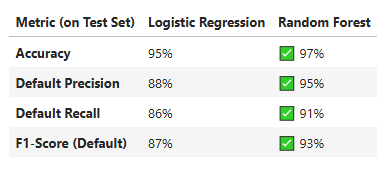 Metric (on Test Set) Logistic Regression Random Forest
Accuracy 95% ✅ 97%
Default Precision 88% ✅ 95%
Default Recall 86% ✅ 91%
F1-Score (Default) 87% ✅ 93%